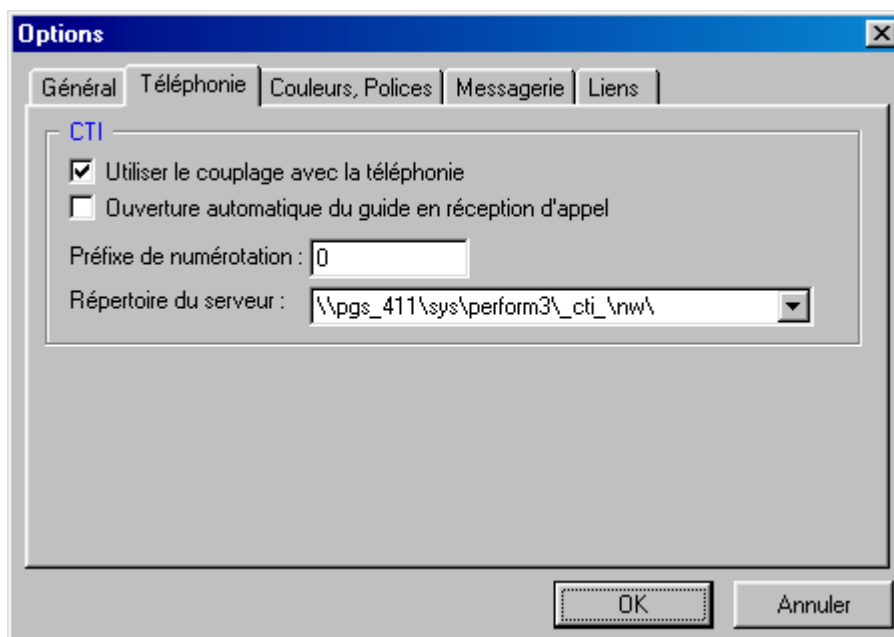 Options
Général Téléphonie Couleurs, Polices Messagerie Liens
CTI
Utiliser le couplage avec la téléphonie
Ouverture automatique du guide en réception d'appel
Préfixe de numérotation : 0
Répertoire du serveur : \\pgs_411\sys\perform3\_cti_\nw\
OK Annuler